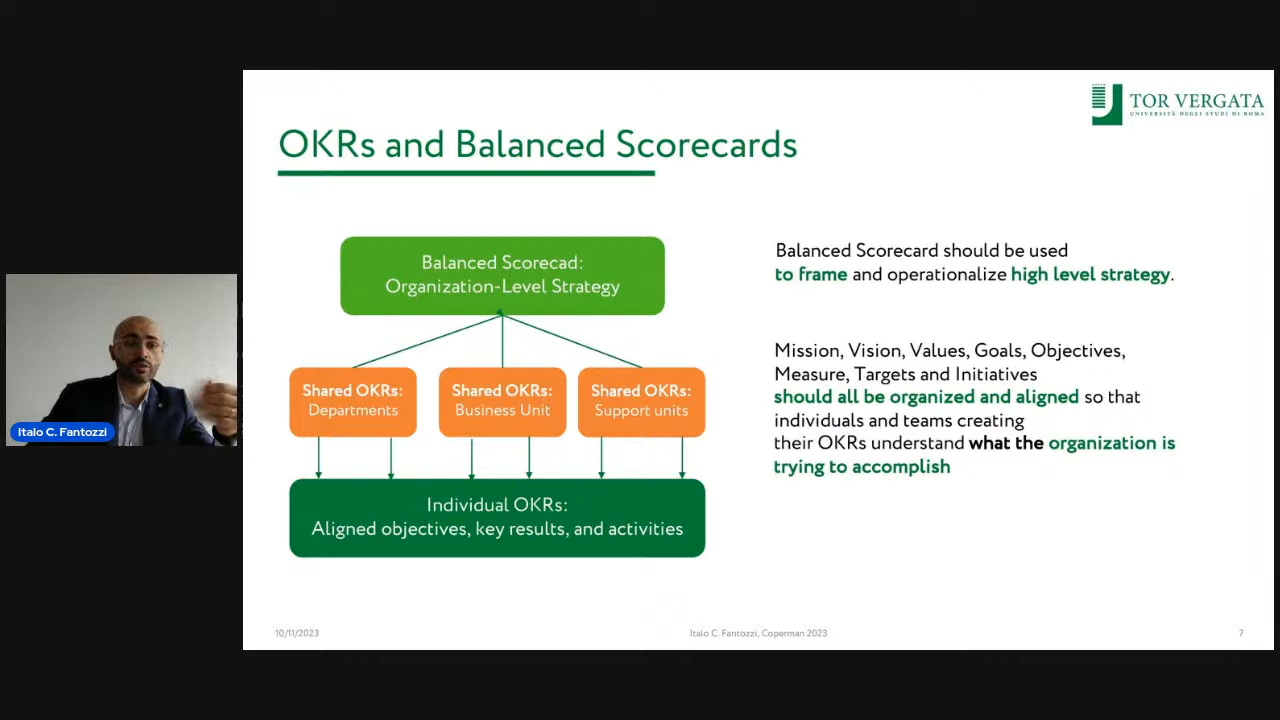 TOR VERGATA
UNIVERSITÀ DEGLI STUDI DI ROMA
OKRs and Balanced Scorecards
Balanced Scorecad:
Organization-Level Strategy
Shared OKRs:
Departments
Shared OKRs:
Business Unit
Shared OKRs:
Support units
Individual OKRs:
Aligned objectives, key results, and activities
Balanced Scorecard should be used
to frame and operationalize high level strategy.
Mission, Vision, Values, Goals, Objectives,
Measure, Targets and Initiatives
should all be organized and aligned so that
individuals and teams creating
their OKRs understand what the organization is
trying to accomplish
Italo C. Fantozzi
10/11/2023
Italo C. Fantozzi, Coperman 2023
7